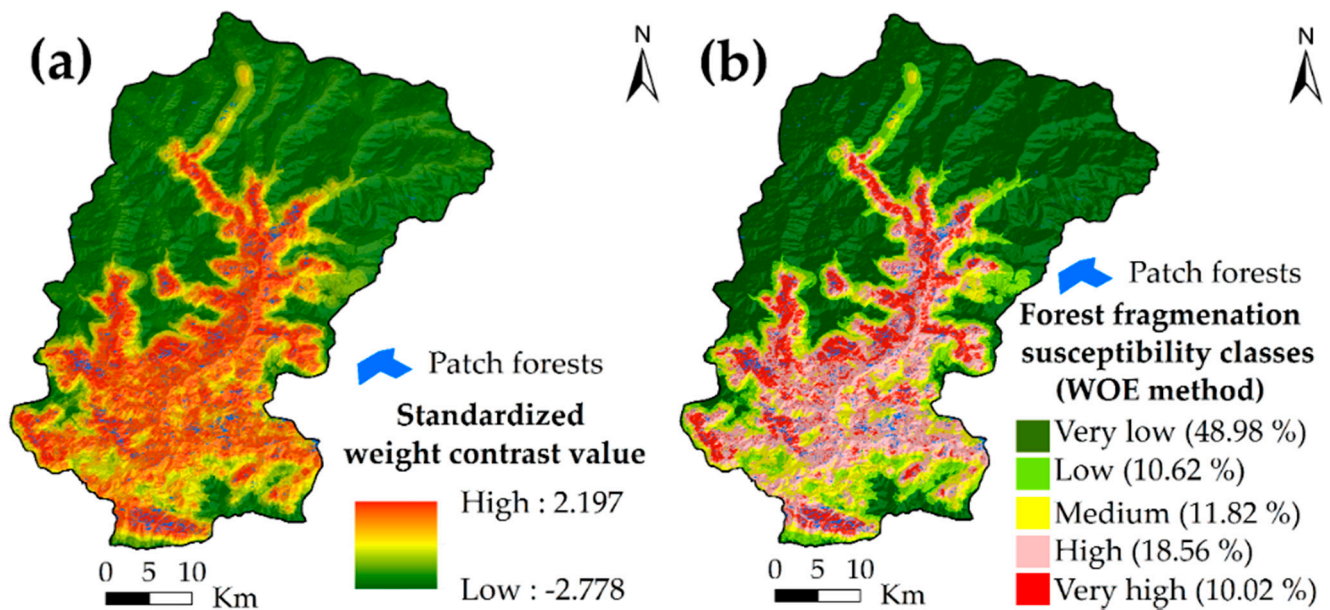 (a)
N
Patch forests
Standardized
weight contrast value
High : 2.197
Low : -2.778
0 5 10
Km
(b)
N
Patch forests
Forest fragmenation
susceptibility classes
(WOE method)
Very low (48.98 %)
Low (10.62 %)
Medium (11.82 %)
High (18.56 %)
Very high (10.02 %)
0 5 10
Km